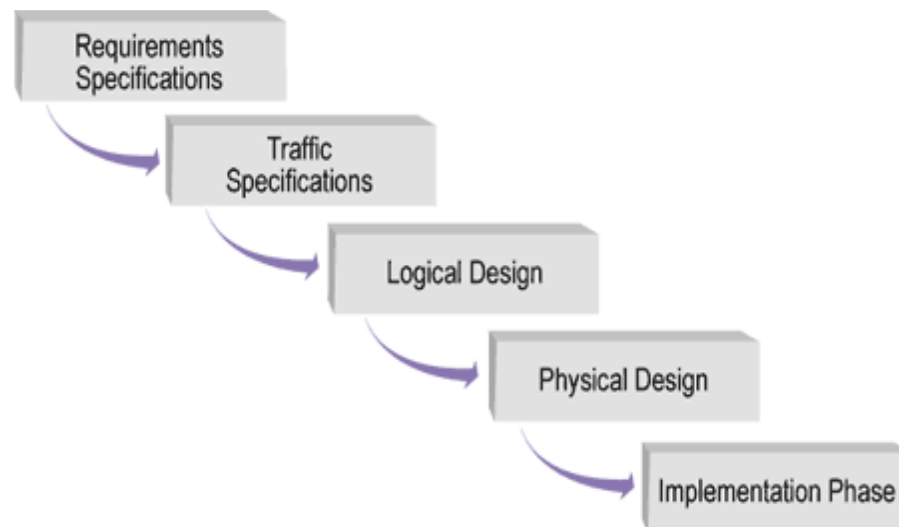 Requirements
Specifications
Traffic
Specifications
Logical Design
Physical Design
Implementation Phase